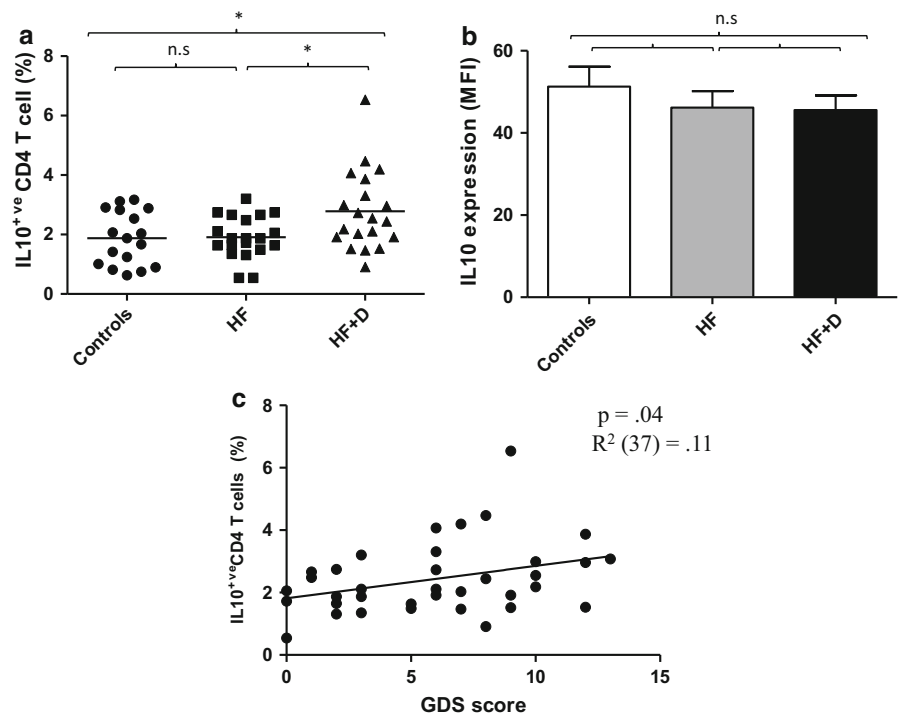 a
*
n.s
*
IL10+ve CD4 T cell (%)
8
6
4
2
0
Controls
HF
HF+D
b
n.s
IL10 expression (MFI)
60
40
20
0
Controls
HF
HF+D
c
p = .04
R² (37) = .11
IL10+veCD4 T cells (%)
8
6
4
2
0
0 5 10 15
GDS score